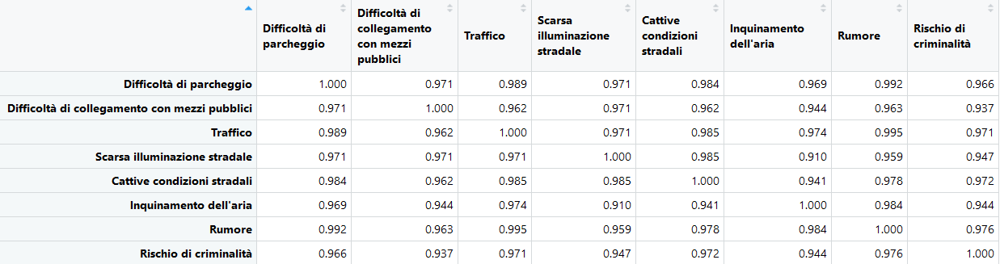 Difficoltà di parcheggio
Difficoltà di collegamento con mezzi pubblici
Traffico
Scarsa illuminazione stradale
Cattive condizioni stradali
Inquinamento dell'aria
Rumore
Rischio di criminalità
Difficoltà di parcheggio 1.000 0.971 0.989 0.971 0.984 0.969 0.992 0.966
Difficoltà di collegamento con mezzi pubblici 0.971 1.000 0.962 0.971 0.962 0.944 0.963 0.937
Traffico 0.989 0.962 1.000 0.971 0.985 0.974 0.995 0.971
Scarsa illuminazione stradale 0.971 0.971 0.971 1.000 0.985 0.910 0.959 0.947
Cattive condizioni stradali 0.984 0.962 0.985 0.985 1.000 0.941 0.978 0.972
Inquinamento dell'aria 0.969 0.944 0.974 0.910 0.941 1.000 0.984 0.944
Rumore 0.992 0.963 0.995 0.959 0.978 0.984 1.000 0.976
Rischio di criminalità 0.966 0.937 0.971 0.947 0.972 0.944 0.976 1.000